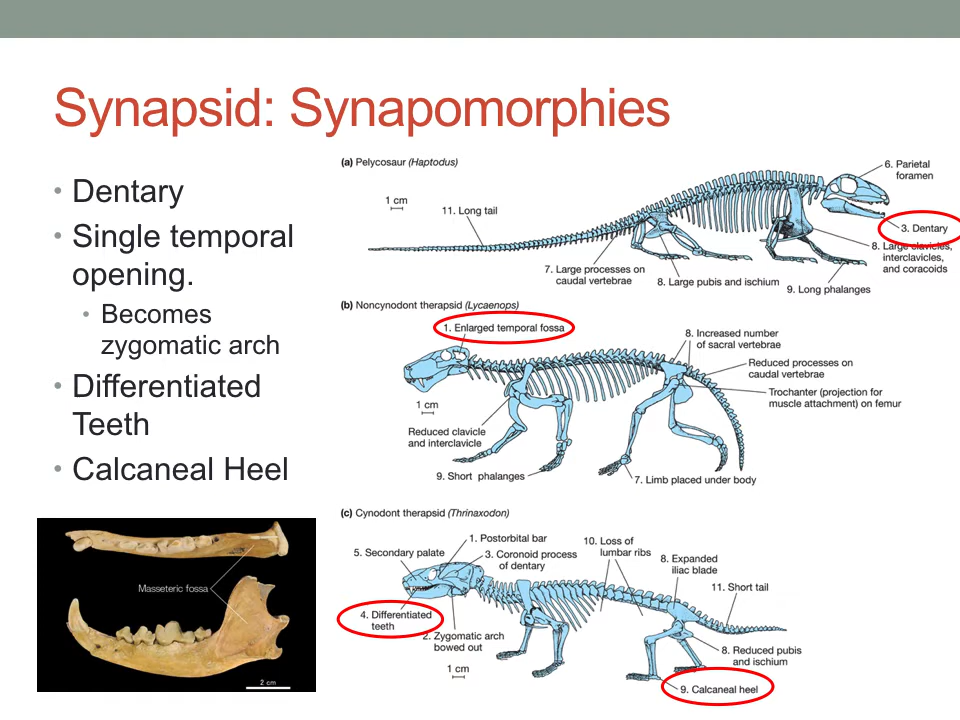 Synapsid: Synapomorphies
• Dentary
• Single temporal
opening.
• Becomes
zygomatic arch
• Differentiated
Teeth
• Calcaneal Heel
Masseteric fossa
2 cm
(a) Pelycosaur (Haptodus)
6. Parietal
foramen
1 cm
11. Long tail
3. Dentary
8. Large clavicles,
interclavicles,
and coracoids
7. Large processes on
caudal vertebrae
8. Large pubis and ischium
9. Long phalanges
(b) Noncynodont therapsid (Lycaenops)
1. Enlarged temporal fossa
8. Increased number
of sacral vertebrae
Reduced processes on
caudal vertebrae
Trochanter (projection for
muscle attachment) on femur
1 cm
Reduced clavicle
and interclavicle
9. Short phalanges
7. Limb placed under body
(c) Cynodont therapsid (Thrinaxodon)
1. Postorbital bar
5. Secondary palate
3. Coronoid process
of dentary
10. Loss of
lumbar ribs
8. Expanded
iliac blade
11. Short tail
4. Differentiated
teeth
2. Zygomatic arch
bowed out
1 cm
8. Reduced pubis
and ischium
9. Calcaneal heel